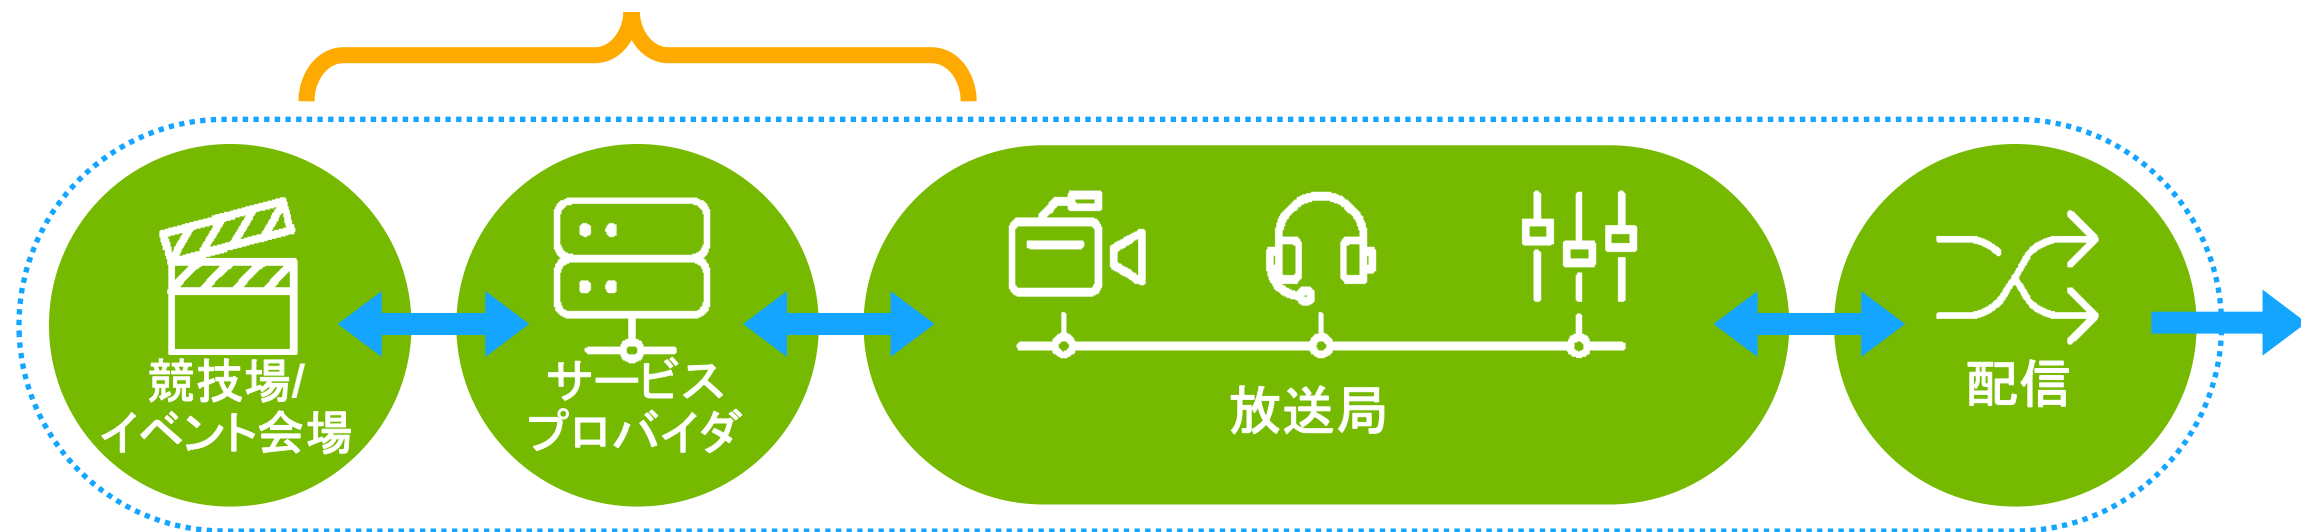 競技場/
イベント会場
サービス
プロバイダ
放送局
配信